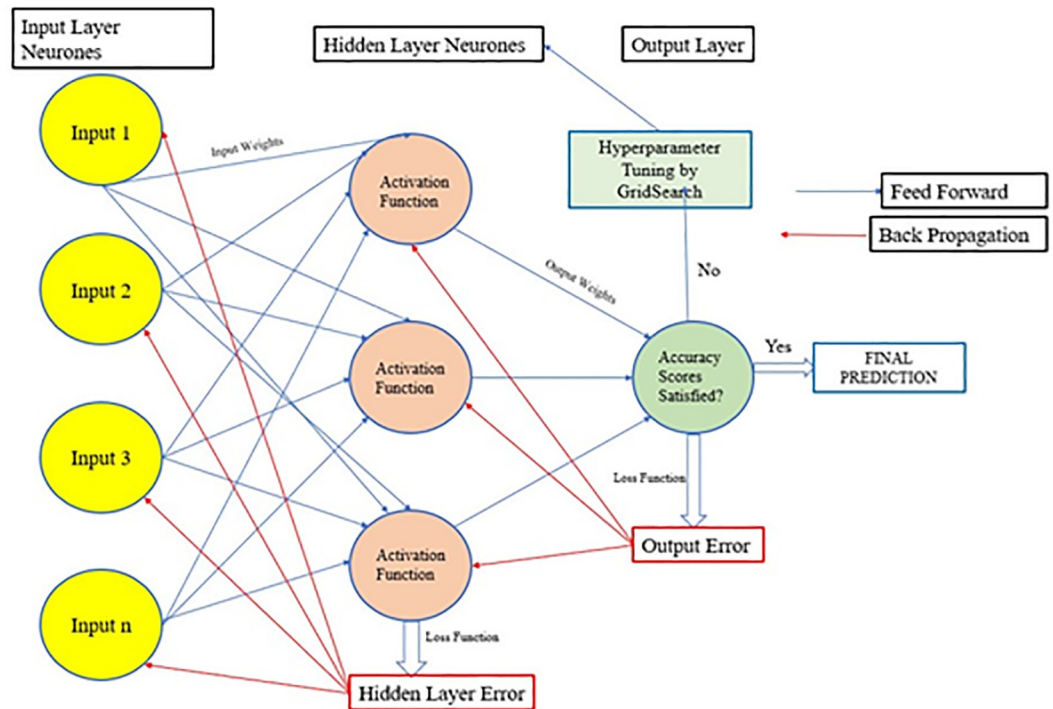 Input Layer
Neurones
Hidden Layer Neurones
Output Layer
Input 1
Input Weights
Activation
Function
Hyperparameter
Tuning by
GridSearch
Feed Forward
Back Propagation
Input 2
Output Weights
No
Activation
Function
Accuracy
Scores
Satisfied?
Yes
FINAL
PREDICTION
Input 3
Loss Function
Activation
Function
Output Error
Input n
Loss Function
Hidden Layer Error